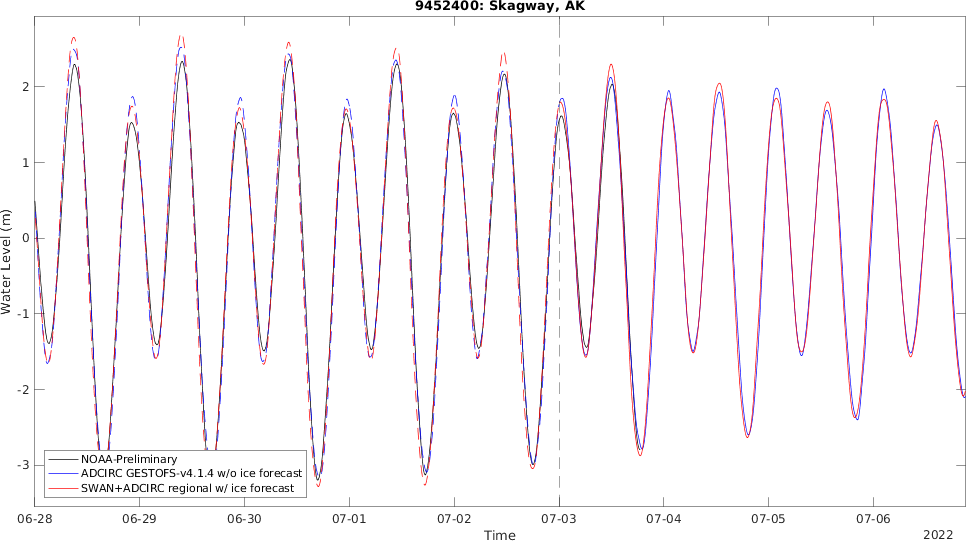 9452400: Skagway, AK
Water Level (m)
2
1
0
-1
-2
-3
NOAA-Preliminary
ADCIRC GESTOFS-v4.1.4 w/o ice forecast
SWAN+ADCIRC regional w/ ice forecast
06-28 06-29 06-30 07-01 07-02 07-03 07-04 07-05 07-06
Time
2022